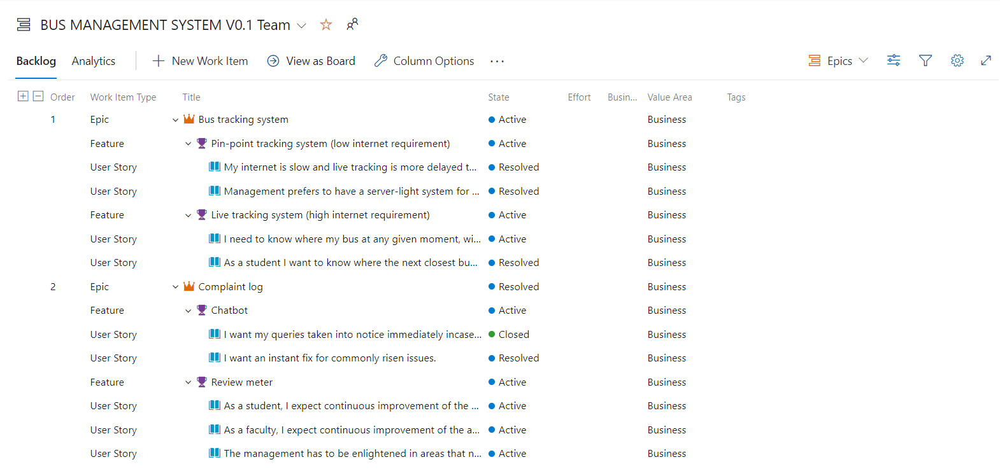 BUS MANAGEMENT SYSTEM V0.1 Team
Backlog Analytics New Work Item View as Board Column Options ... Epics
Order Work Item Type Title State Effort Busin... Value Area Tags
1 Epic Bus tracking system Active Business
Feature Pin-point tracking system (low internet requirement) Active Business
User Story My internet is slow and live tracking is more delayed t... Resolved Business
User Story Management prefers to have a server-light system for ... Resolved Business
Feature Live tracking system (high internet requirement) Active Business
User Story I need to know where my bus at any given moment, wi... Active Business
User Story As a student I want to know where the next closest bu... Resolved Business
2 Epic Complaint log Resolved Business
Feature Chatbot Active Business
User Story I want my queries taken into notice immediately incase... Closed Business
User Story I want an instant fix for commonly risen issues. Resolved Business
Feature Review meter Active Business
User Story As a student, I expect continuous improvement of the ... Active Business
User Story As a faculty, I expect continuous improvement of the a... Active Business
User Story The management has to be enlightened in areas that n... Active Business